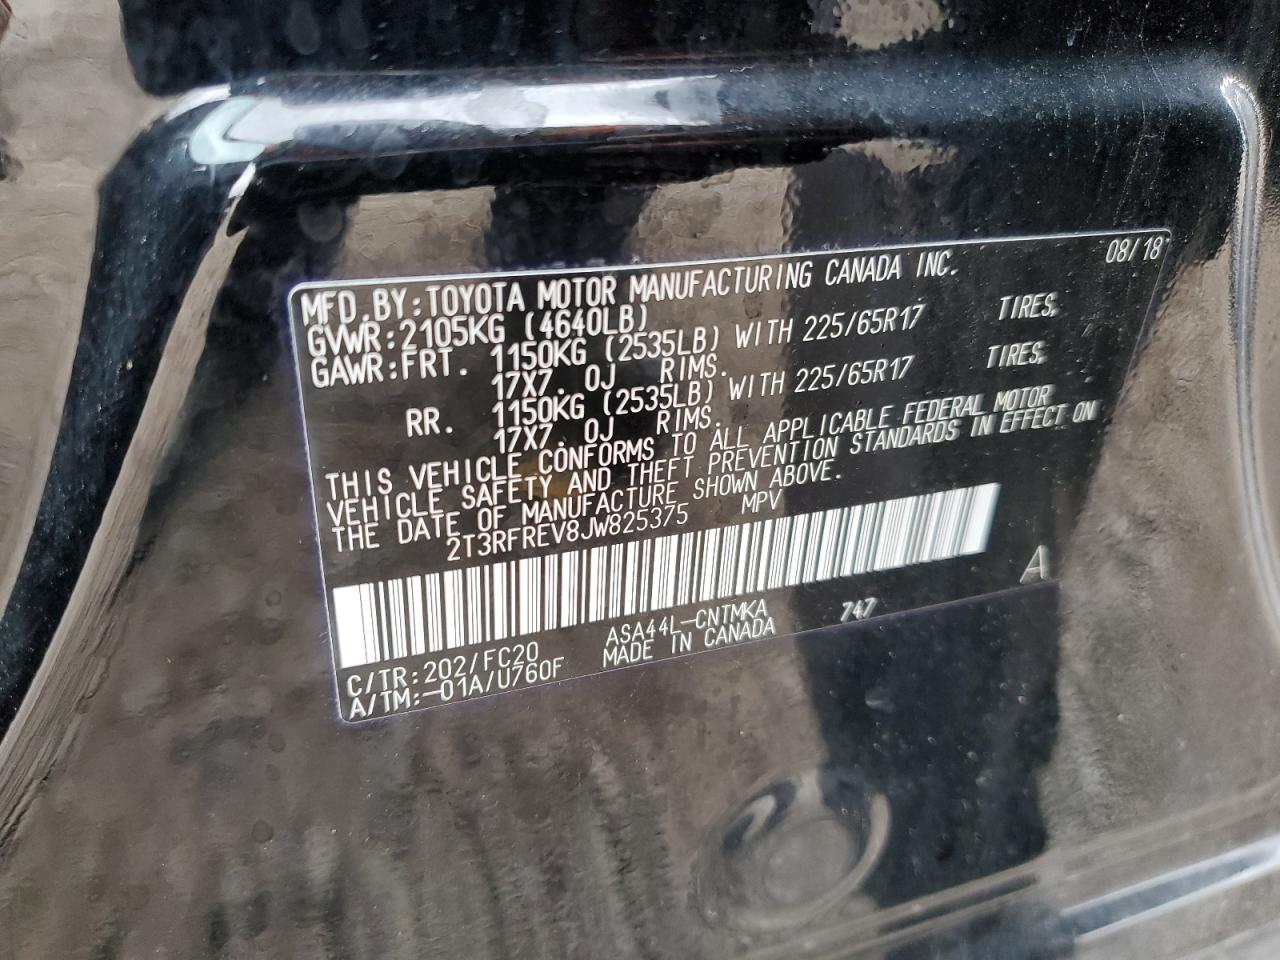 08/18
MFD.BY:TOYOTA MOTOR MANUFACTURING CANADA INC.
GVWR:2105KG (4640LB)
GAWR:FRT. 1150KG (2535LB) WITH 225/65R17 TIRES,
17X7.0J RIMS.
RR. 1150KG (2535LB) WITH 225/65R17 TIRES,
17X7.0J RIMS.
THIS VEHICLE CONFORMS TO ALL APPLICABLE FEDERAL MOTOR
VEHICLE SAFETY AND THEFT PREVENTION STANDARDS IN EFFECT ON
THE DATE OF MANUFACTURE SHOWN ABOVE.
2T3RFREV8JW825375 MPV
A
C/TR:202/FC20 ASA44L-CNTMKA 747
A/TM:-01A/U760F MADE IN CANADA